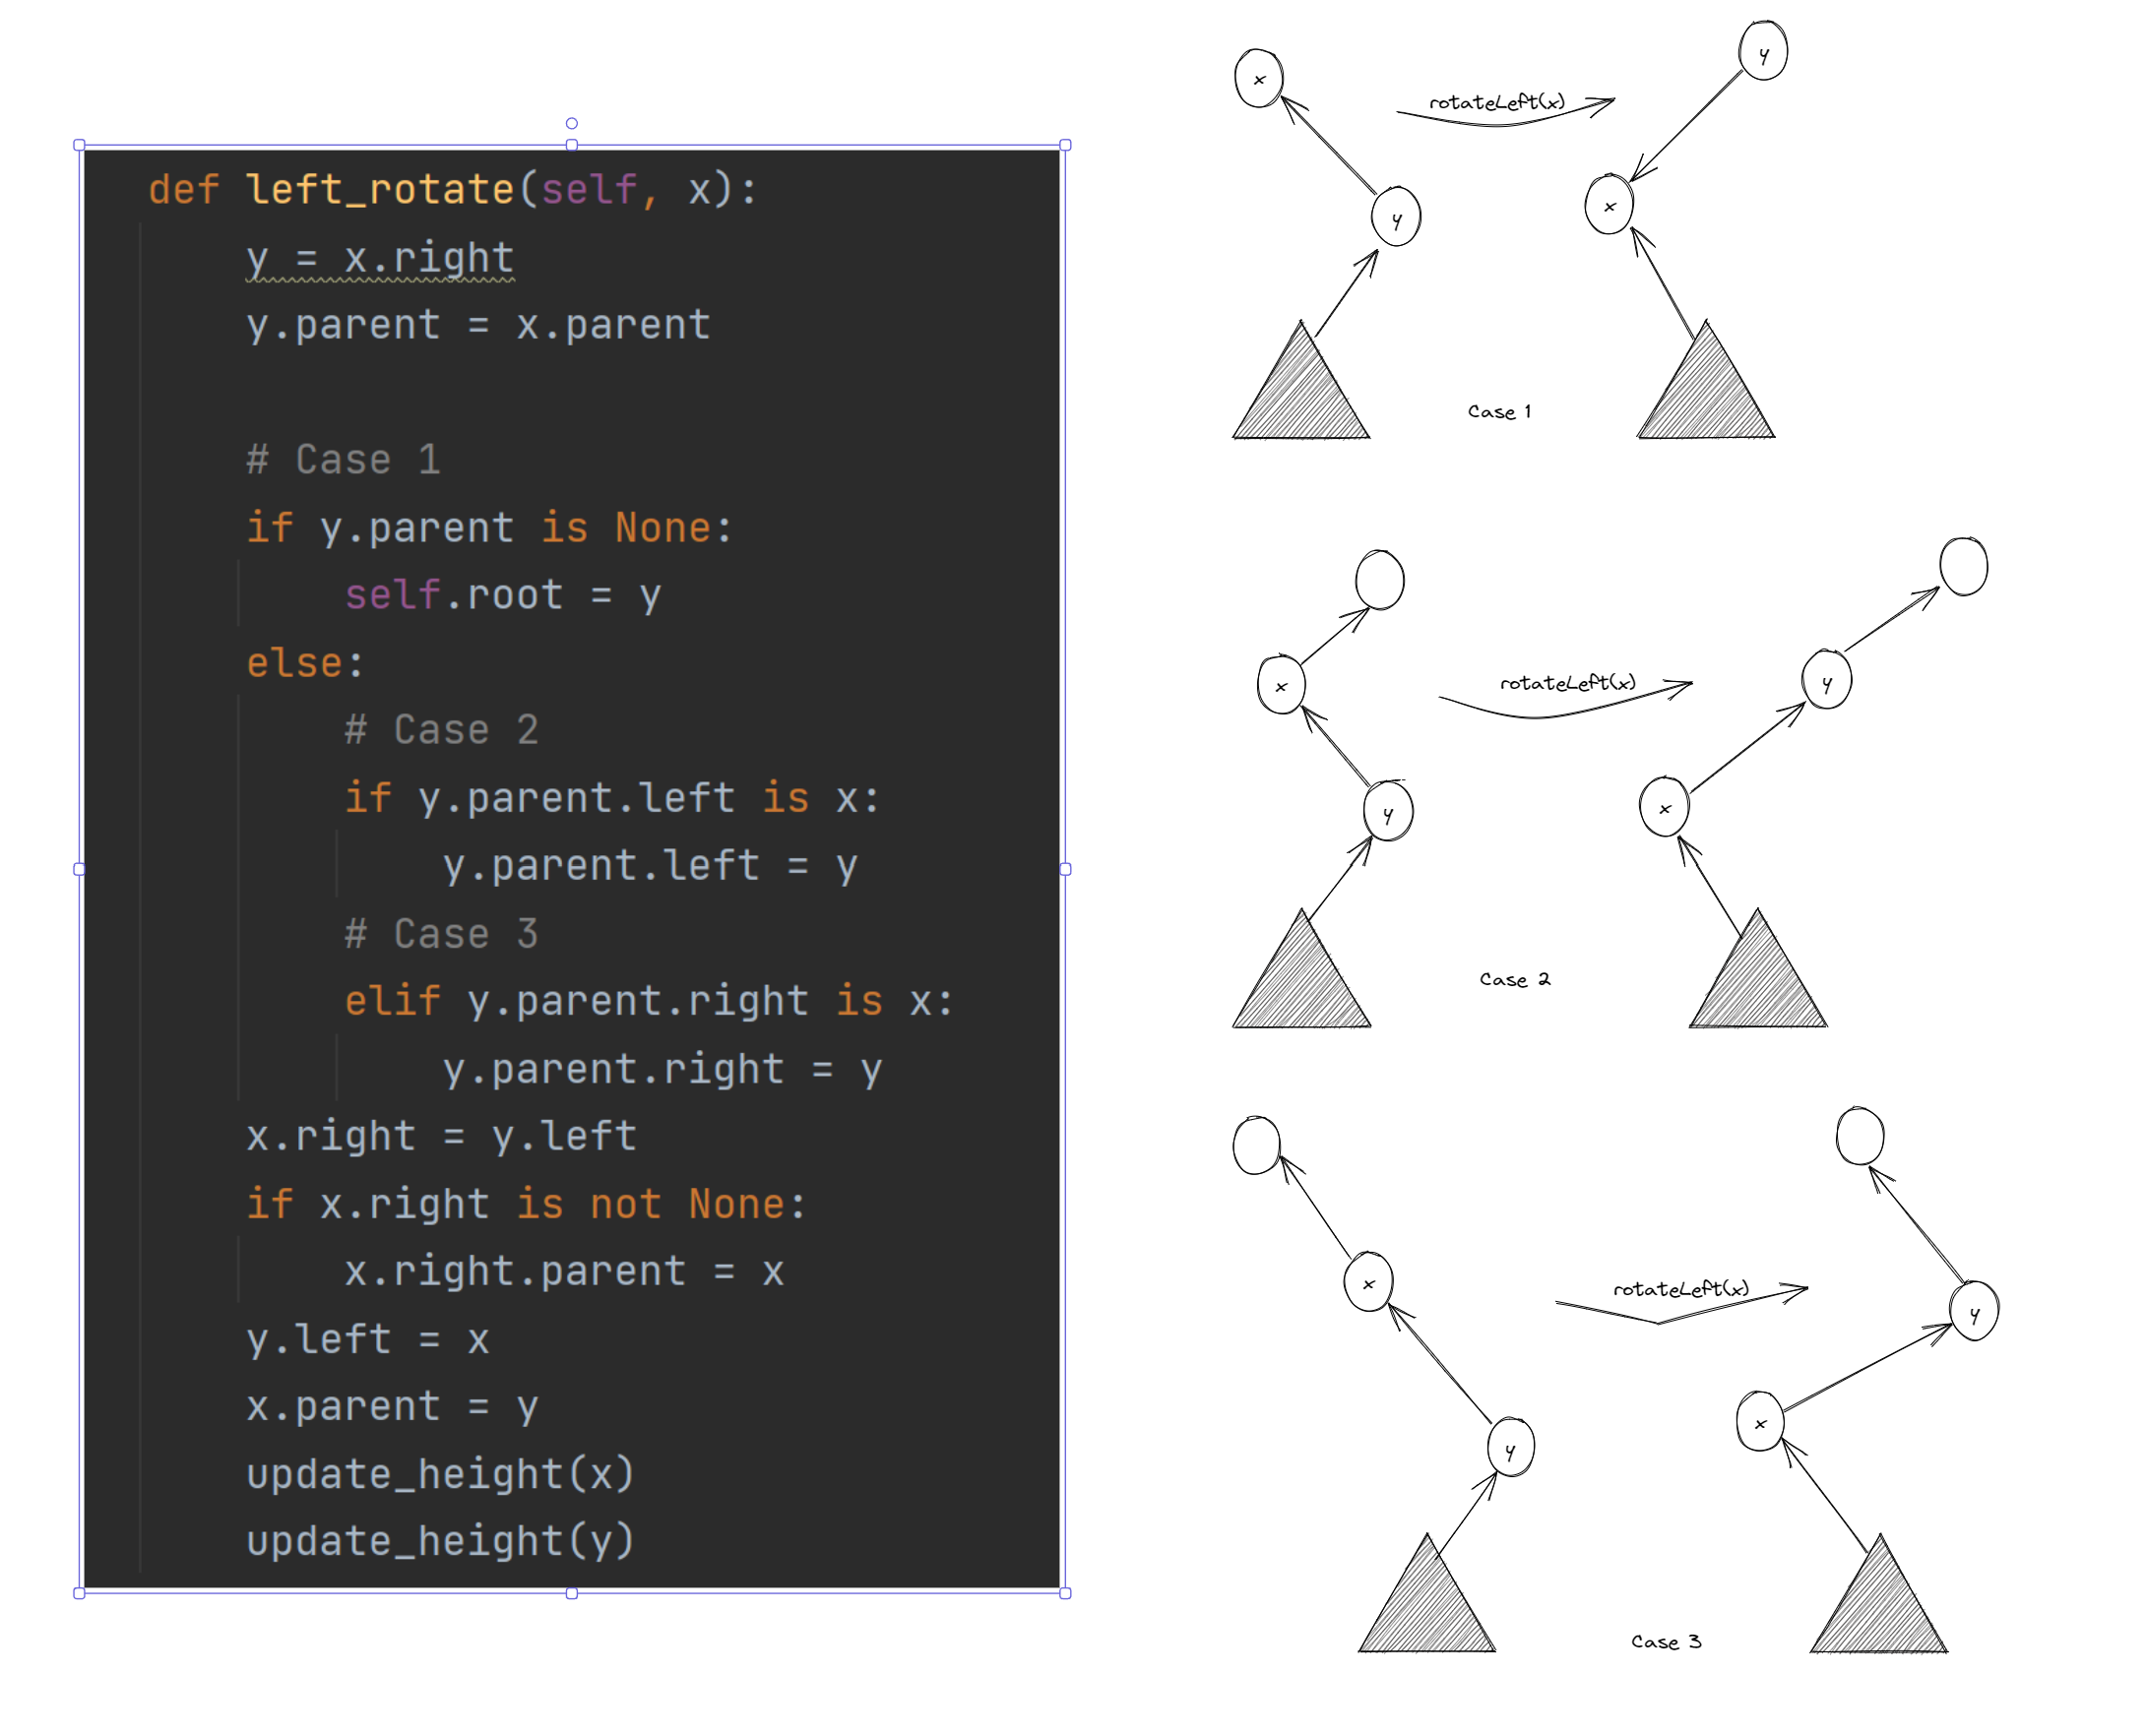 def left_rotate(self, x):
    y = x.right
    y.parent = x.parent

    # Case 1
    if y.parent is None:
        self.root = y
    else:
        # Case 2
        if y.parent.left is x:
            y.parent.left = y
        # Case 3
        elif y.parent.right is x:
            y.parent.right = y
    x.right = y.left
    if x.right is not None:
        x.right.parent = x
    y.left = x
    x.parent = y
    update_height(x)
    update_height(y)
x
rotateLeft(x)
y
y
x
Case 1
x
rotateLeft(x)
y
y
x
Case 2
x
rotateLeft(x)
y
y
x
Case 3